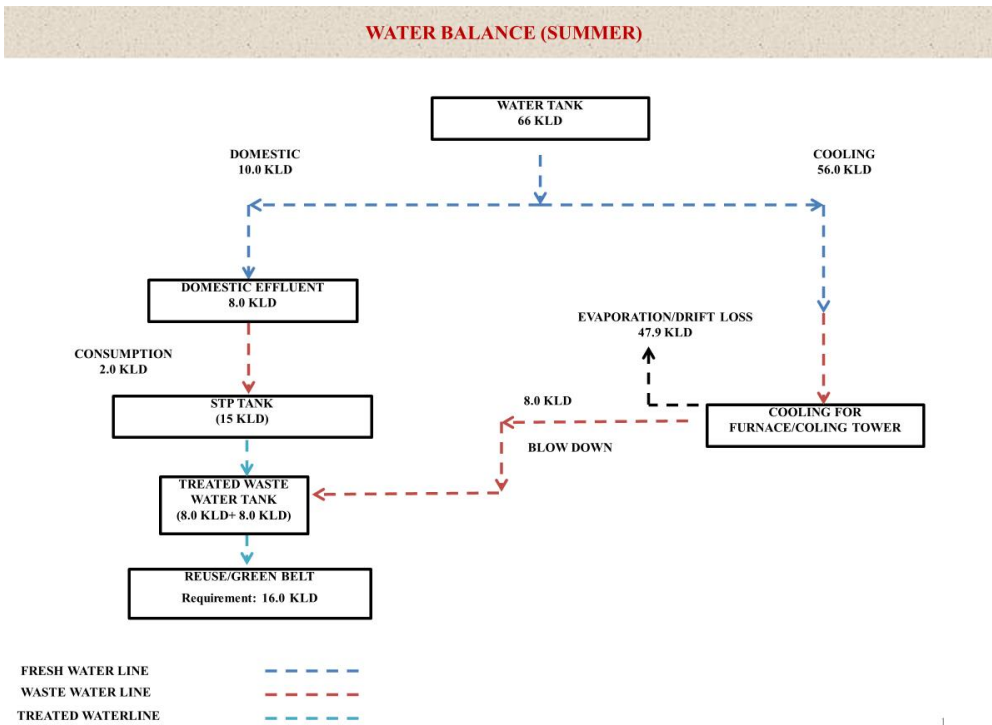 WATER BALANCE (SUMMER)
WATER TANK
66 KLD
DOMESTIC
10.0 KLD
COOLING
56.0 KLD
DOMESTIC EFFLUENT
8.0 KLD
EVAPORATION/DRIFT LOSS
47.9 KLD
CONSUMPTION
2.0 KLD
STP TANK
(15 KLD)
8.0 KLD
BLOW DOWN
COOLING FOR
FURNACE/COLING TOWER
TREATED WASTE
WATER TANK
(8.0 KLD+ 8.0 KLD)
REUSE/GREEN BELT
Requirement: 16.0 KLD
FRESH WATER LINE
WASTE WATER LINE
TREATED WATERLINE
1